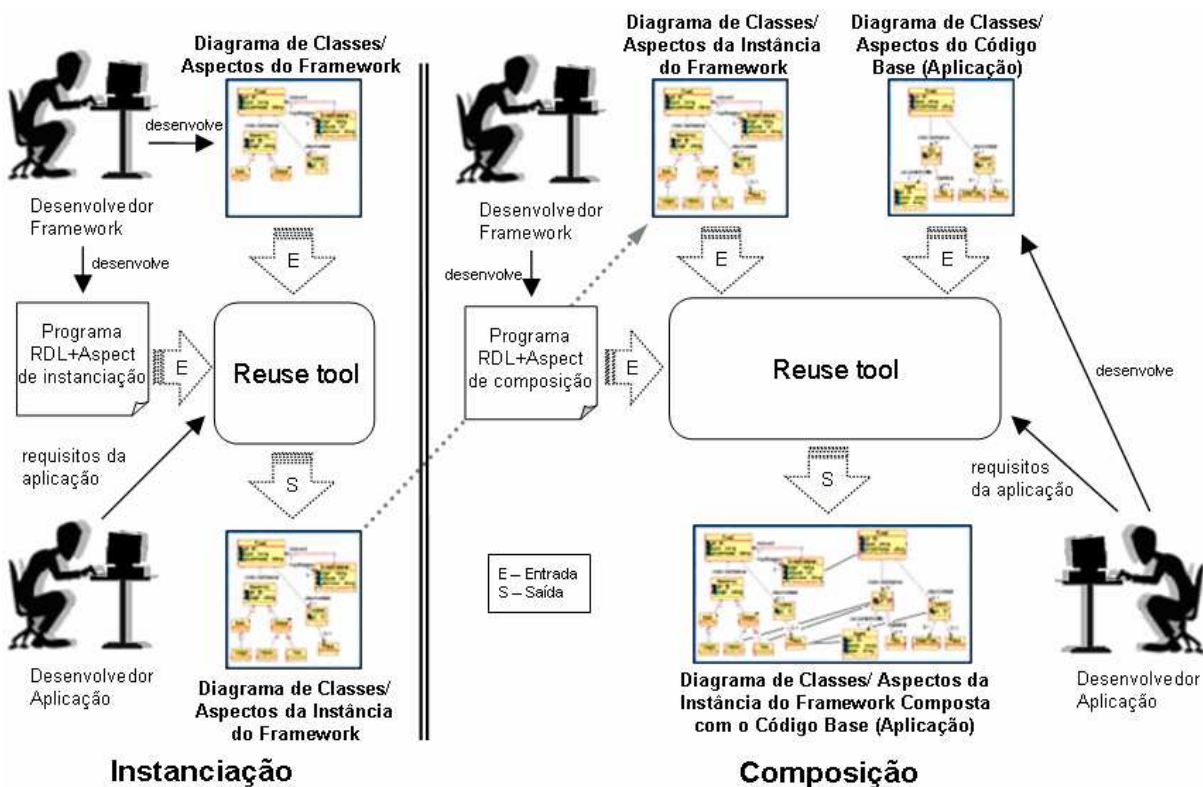 Diagrama de Classes/
Aspectos do Framework
desenvolve
Desenvolvedor
Framework
desenvolve
E
Programa
RDL+Aspect
de instanciação
E
Reuse tool
requisitos da
aplicação
S
Desenvolvedor
Aplicação
Diagrama de Classes/
Aspectos da Instância
do Framework
Instanciação
Diagrama de Classes/
Aspectos da Instância
do Framework
Diagrama de Classes/
Aspectos do Código
Base (Aplicação)
Desenvolvedor
Framework
desenvolve
E
E
Programa
RDL+Aspect
de composição
E
Reuse tool
desenvolve
requisitos
da aplicação
S
E – Entrada
S – Saída
Desenvolvedor
Aplicação
Diagrama de Classes/ Aspectos da
Instância do Framework Composta
com o Código Base (Aplicação)
Composição